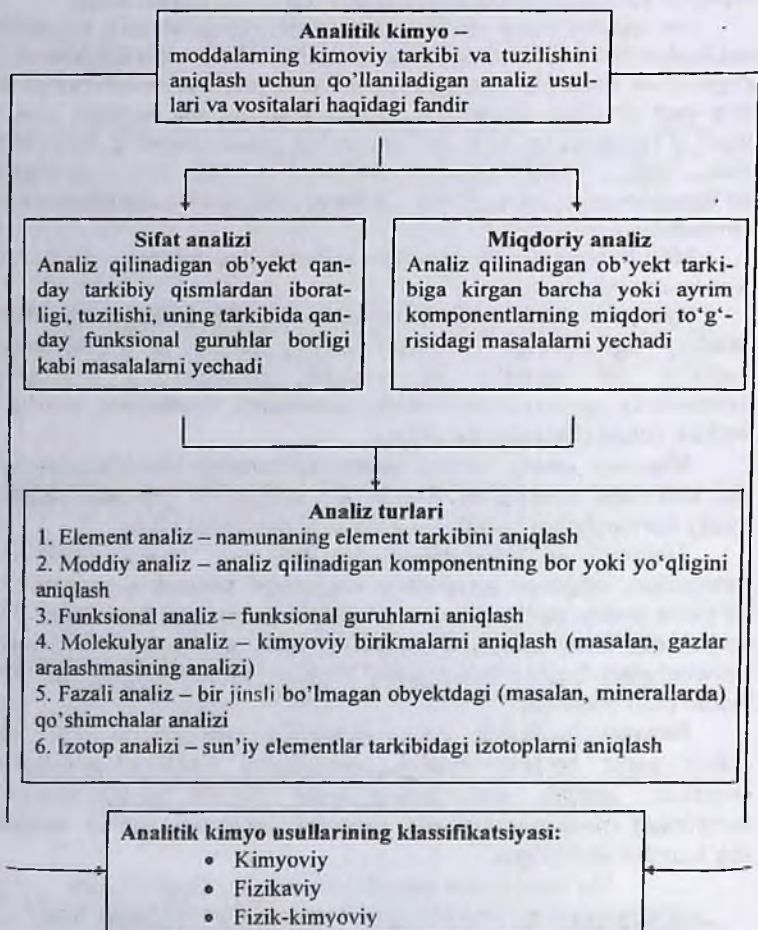 Analitik kimyo –
moddalarning kimoviy tarkibi va tuzilishini
aniqlash uchun qo’llaniladigan analiz usul-
lari va vositalari haqidagi fandir
Sifat analizi
Analiz qilinadigan ob’yekt qan-
day tarkibiy qismlardan iborat-
ligi, tuzilishi, uning tarkibida qan-
day funksional guruhlar borligi
kabi masalalarni yechadi
Miqdoriy analiz
Analiz qilinadigan ob’yekt tarki-
biga kirgan barcha yoki ayrim
komponentlarning miqdori to‘g‘-
risidagi masalalarni yechadi
Analiz turlari
1. Element analiz – namunaning element tarkibini aniqlash
2. Moddiy analiz – analiz qilinadigan komponentning bor yoki yo’qligini
aniqlash
3. Funksional analiz – funksional guruhlarni aniqlash
4. Molekulyar analiz – kimyoviy birikmalarni aniqlash (masalan, gazlar
aralashmasining analizi)
5. Fazali analiz – bir jinsli bo’lmagan obyektdagi (masalan, minerallarda)
qo’shimchalar analizi
6. Izotop analizi – sun’iy elementlar tarkibidagi izotoplarni aniqlash
Analitik kimyo usullarining klassifikatsiyasi:
• Kimyoviy
• Fizikaviy
• Fizik-kimyoviy